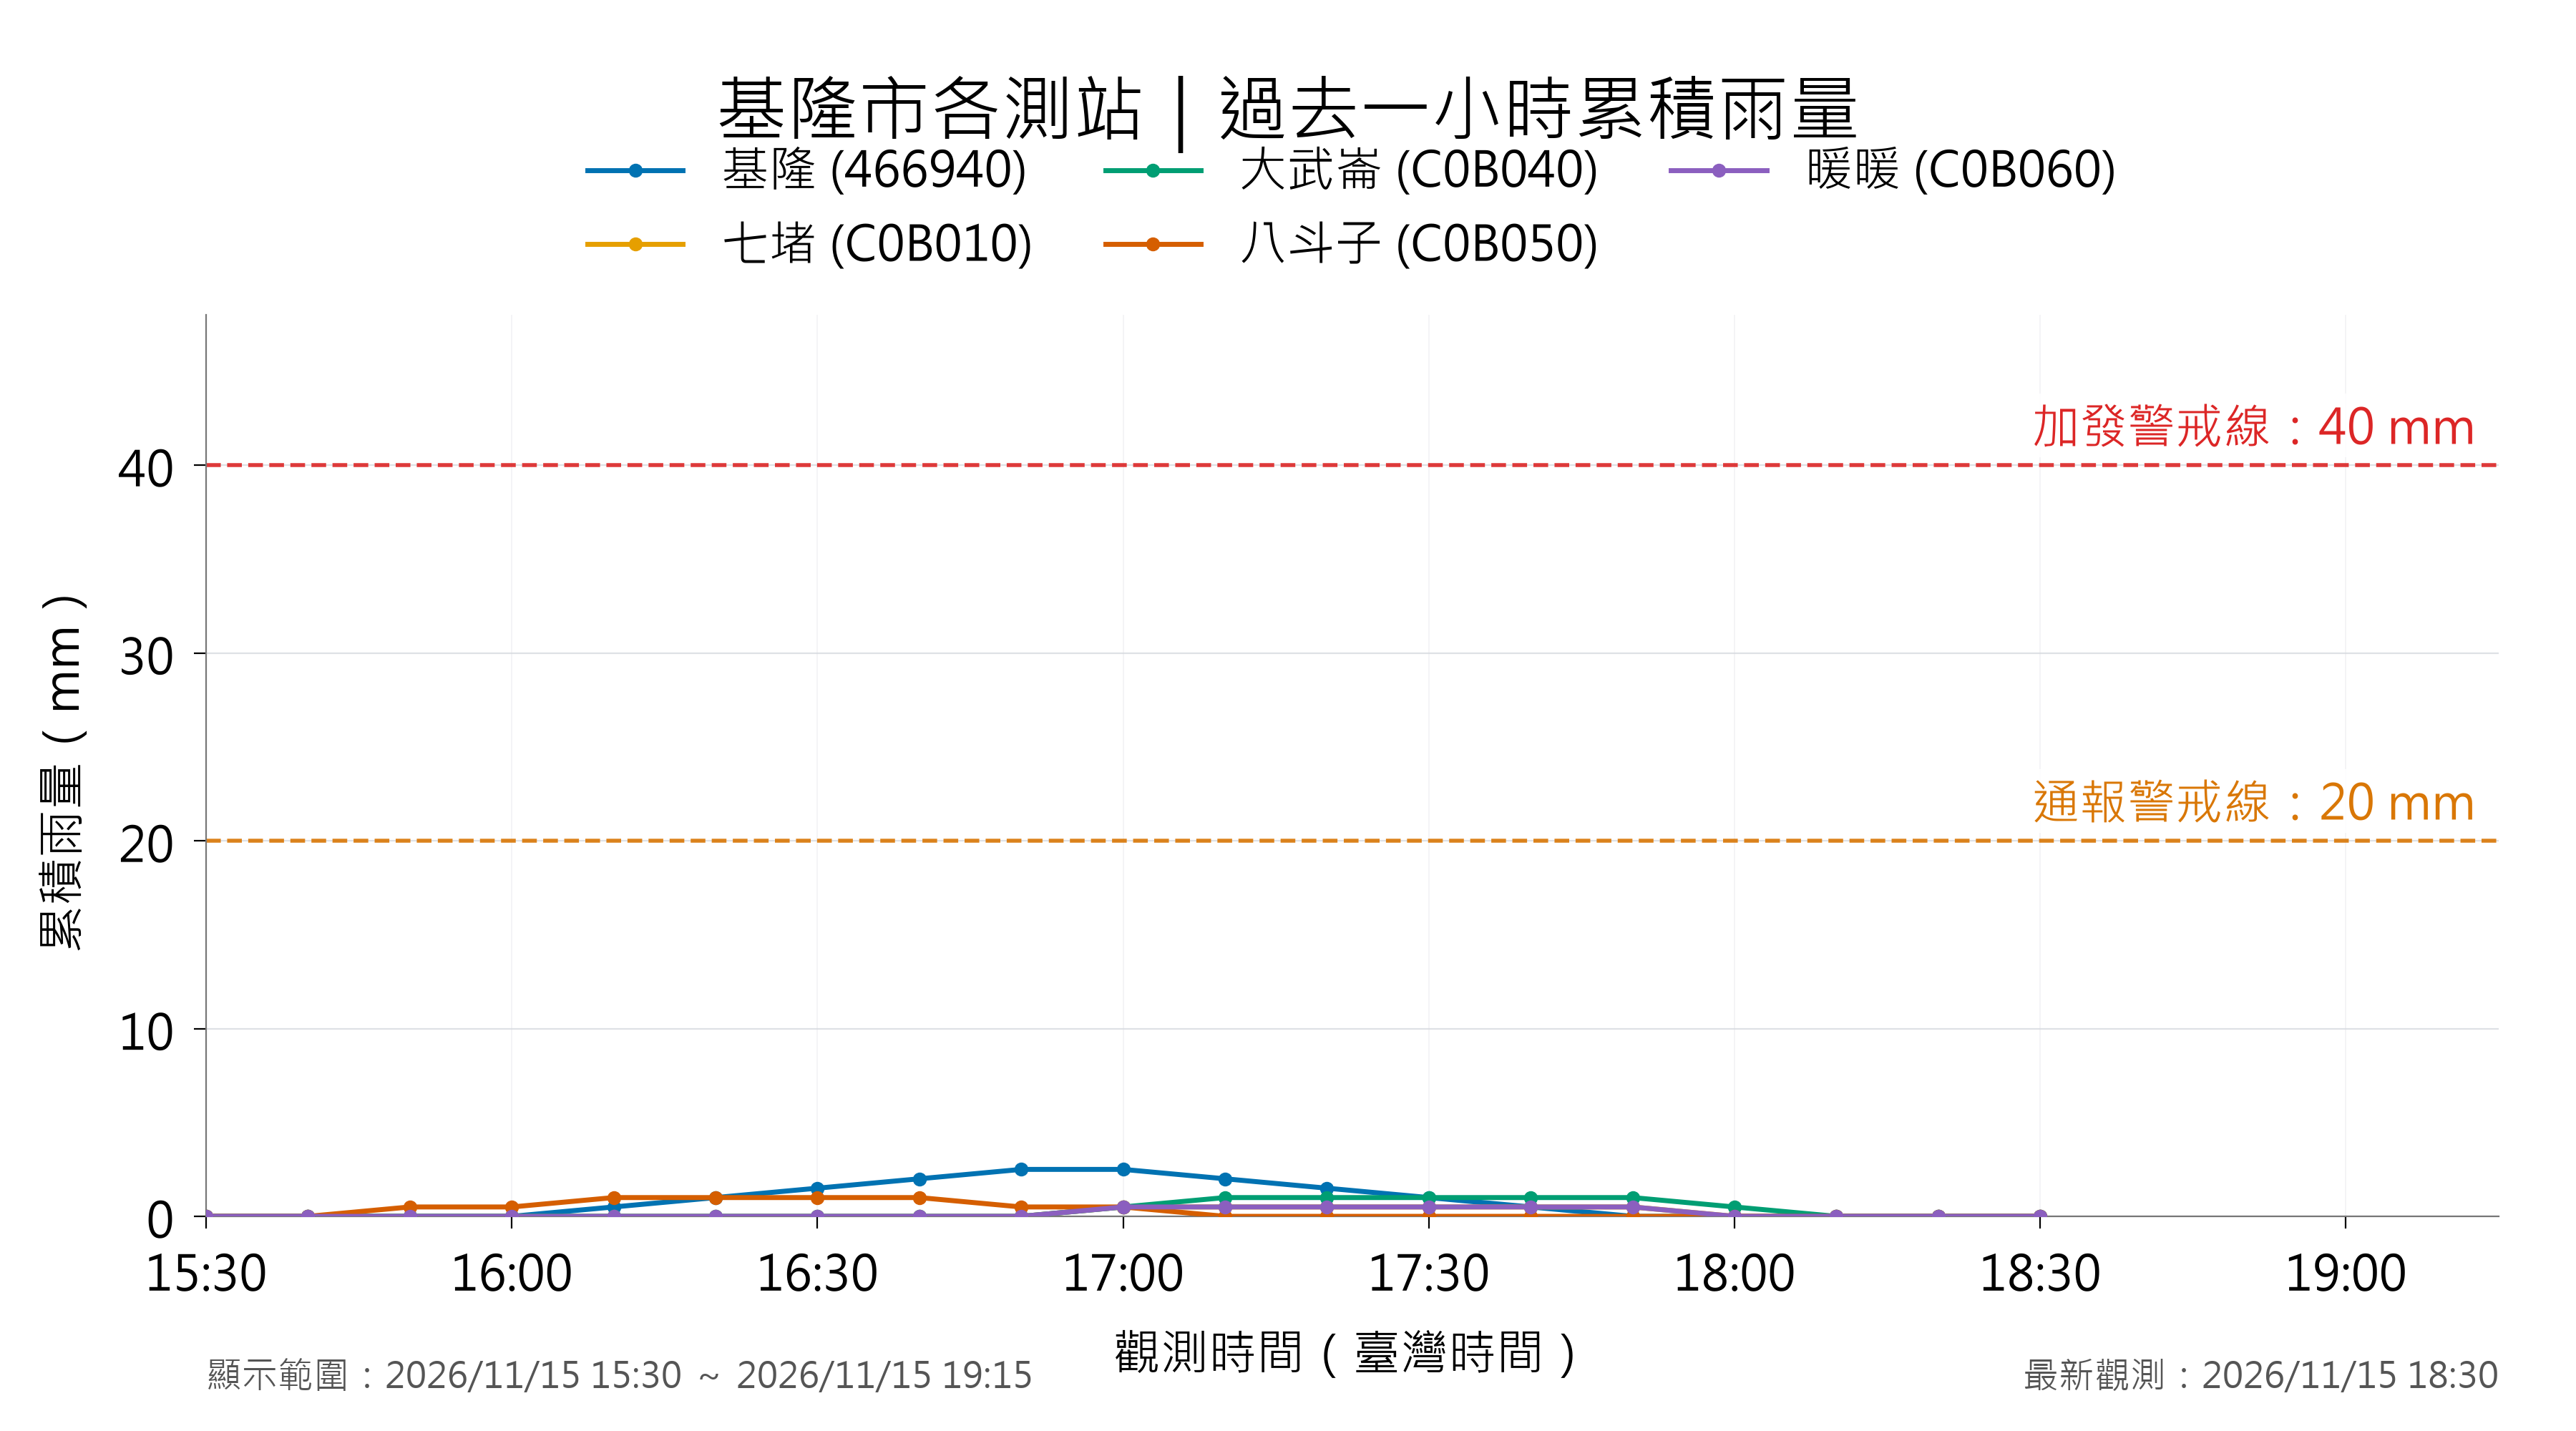 基隆市各測站｜過去一小時累積雨量
基隆 (466940) 大武崙 (C0B040) 暖暖 (C0B060)
七堵 (C0B010) 八斗子 (C0B050)
加發警戒線：40 mm
通報警戒線：20 mm
累積雨量（mm）
40
30
20
10
0
15:30 16:00 16:30 17:00 17:30 18:00 18:30 19:00
觀測時間（臺灣時間）
顯示範圍：2026/11/15 15:30 ~ 2026/11/15 19:15
最新觀測：2026/11/15 18:30